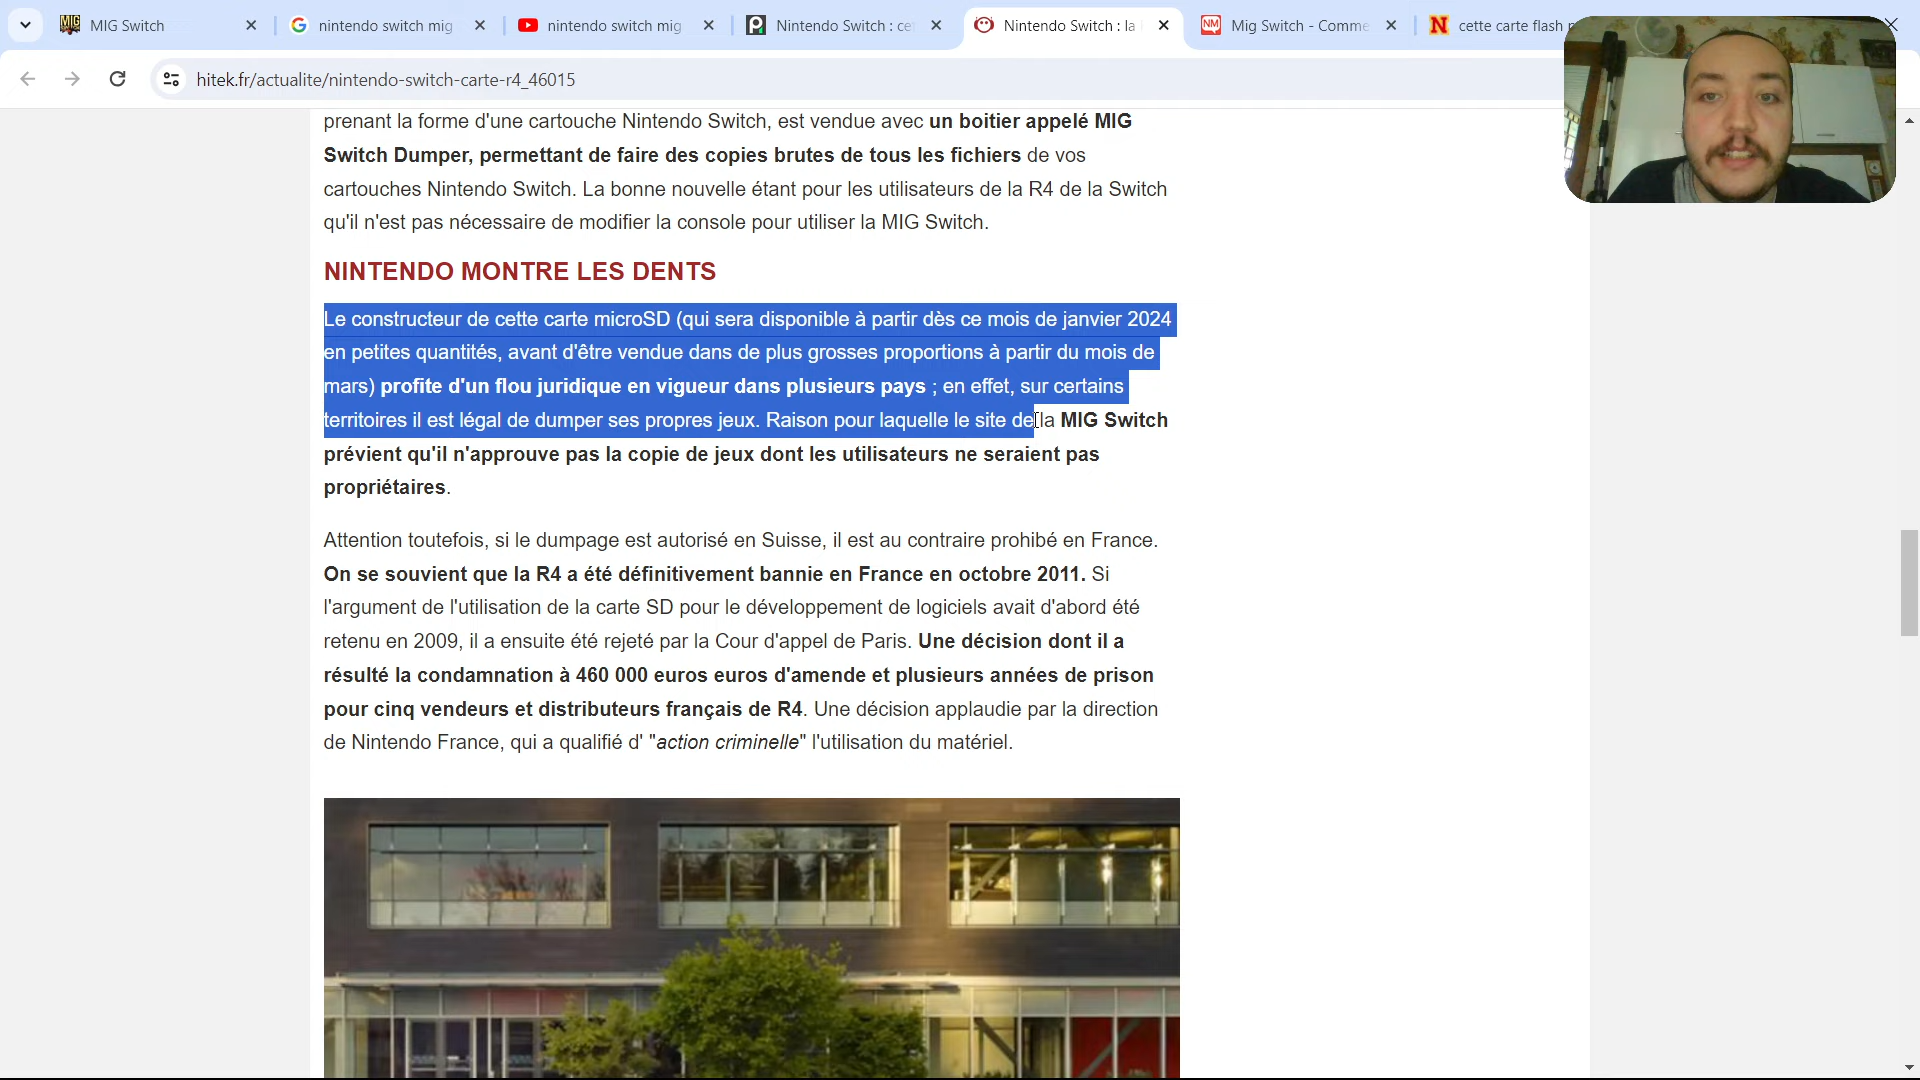 MIG Switch
nintendo switch mig
nintendo switch mig
Nintendo Switch : ce
Nintendo Switch : la
NM
Mig Switch - Comme
N
cette carte flash
hitek.fr/actualite/nintendo-switch-carte-r4_46015
prenant la forme d'une cartouche Nintendo Switch, est vendue avec un boitier appelé MIG
Switch Dumper, permettant de faire des copies brutes de tous les fichiers de vos
cartouches Nintendo Switch. La bonne nouvelle étant pour les utilisateurs de la R4 de la Switch
qu'il n'est pas nécessaire de modifier la console pour utiliser la MIG Switch.
NINTENDO MONTRE LES DENTS
Le constructeur de cette carte microSD (qui sera disponible à partir dès ce mois de janvier 2024
en petites quantités, avant d'être vendue dans de plus grosses proportions à partir du mois de
mars) profite d'un flou juridique en vigueur dans plusieurs pays ; en effet, sur certains
territoires il est légal de dumper ses propres jeux. Raison pour laquelle le site de la MIG Switch
prévient qu'il n'approuve pas la copie de jeux dont les utilisateurs ne seraient pas
propriétaires.
Attention toutefois, si le dumpage est autorisé en Suisse, il est au contraire prohibé en France.
On se souvient que la R4 a été définitivement bannie en France en octobre 2011. Si
l'argument de l'utilisation de la carte SD pour le développement de logiciels avait d'abord été
retenu en 2009, il a ensuite été rejeté par la Cour d'appel de Paris. Une décision dont il a
résulté la condamnation à 460 000 euros euros d'amende et plusieurs années de prison
pour cinq vendeurs et distributeurs français de R4. Une décision applaudie par la direction
de Nintendo France, qui a qualifié d' "action criminelle" l'utilisation du matériel.